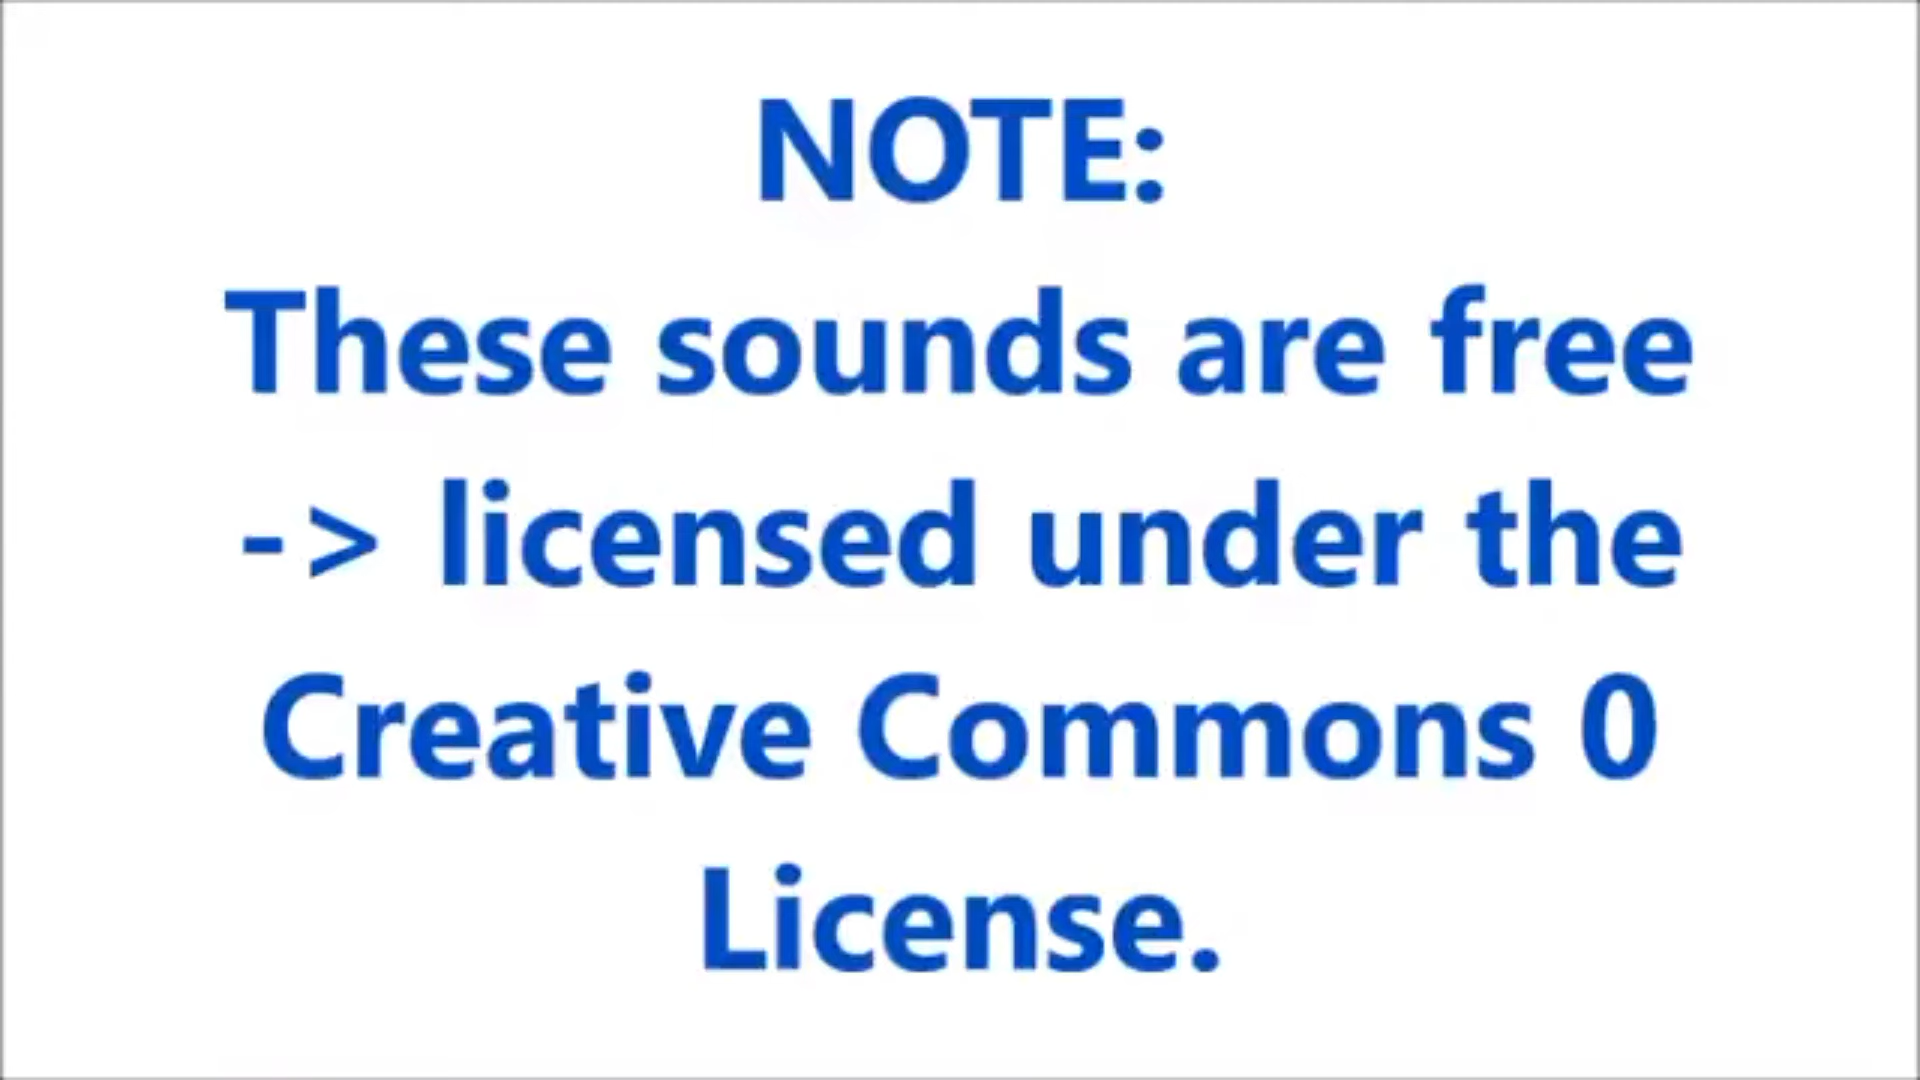 NOTE:
These sounds are free
-> licensed under the
Creative Commons 0
License.